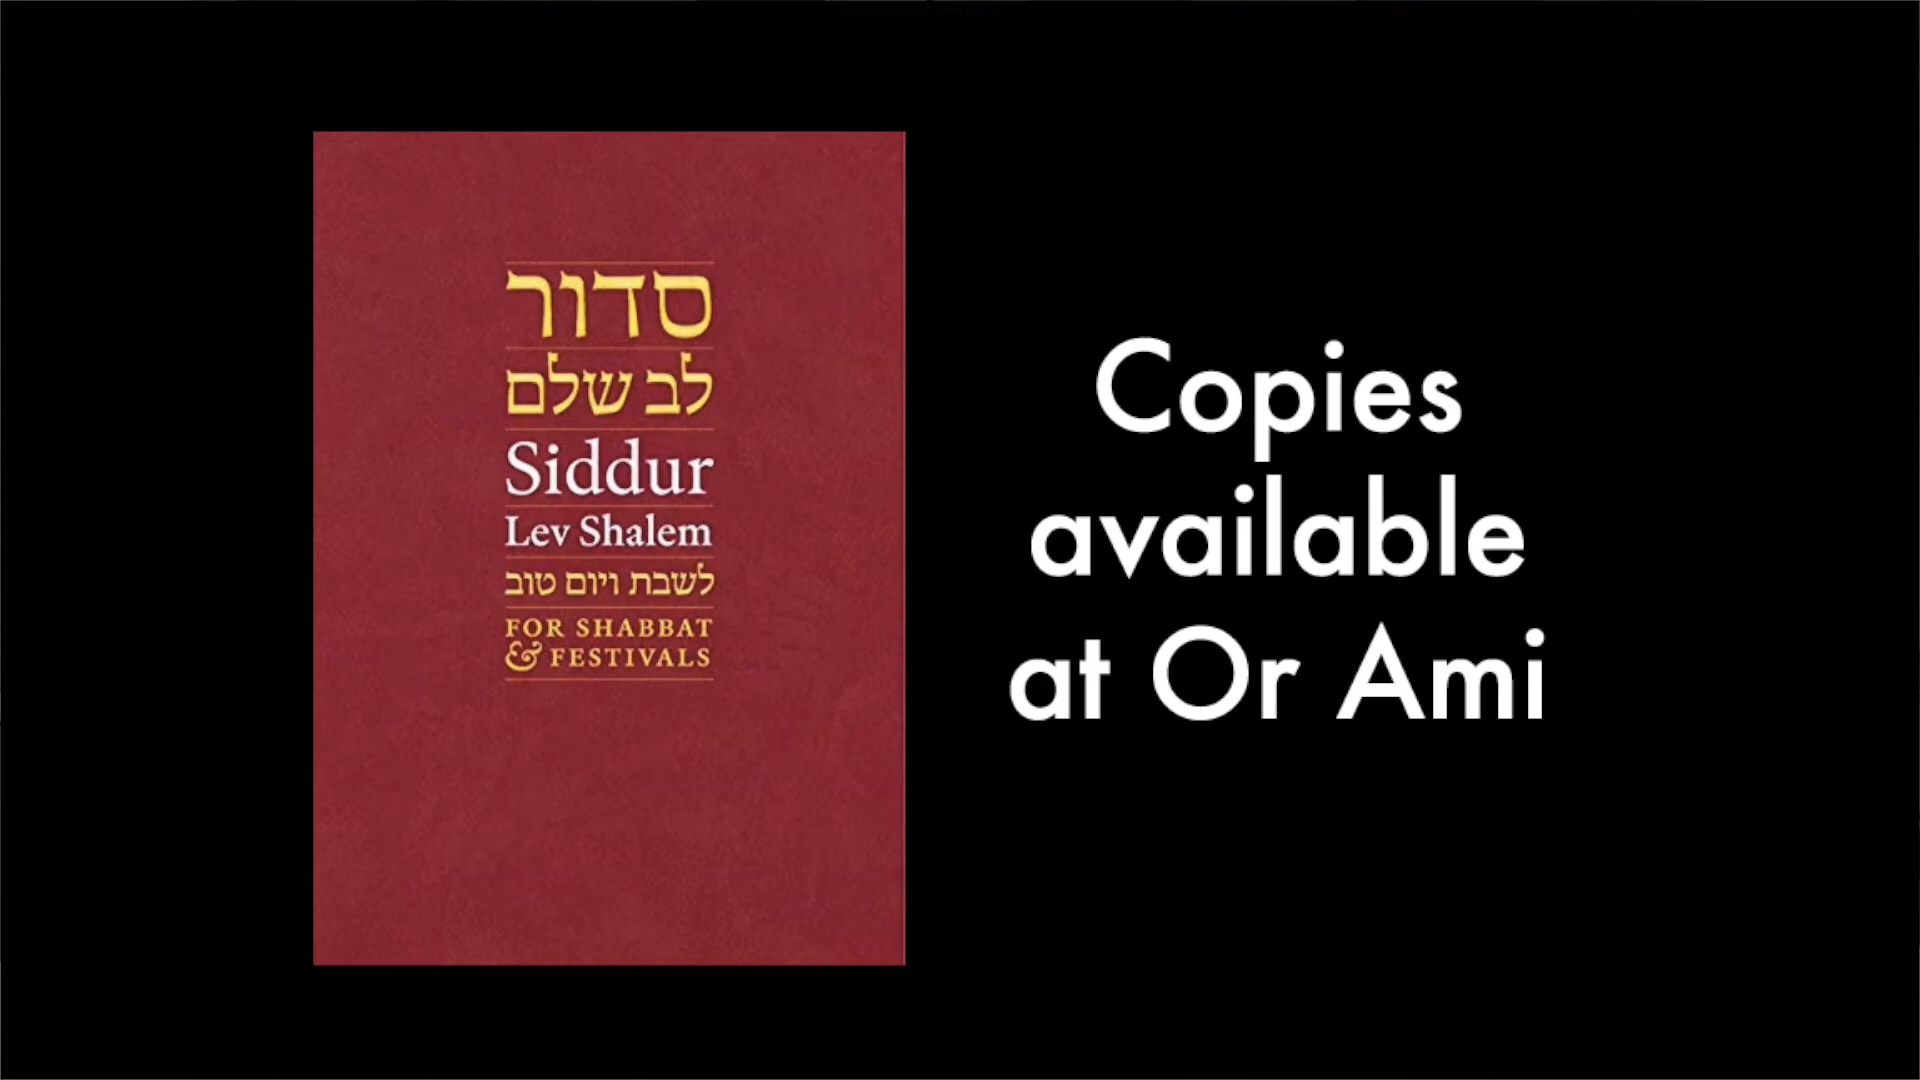 סדור
לב שלם
Siddur
Lev Shalem
לשבת ויום טוב
FOR SHABBAT
& FESTIVALS
Copies
available
at Or Ami